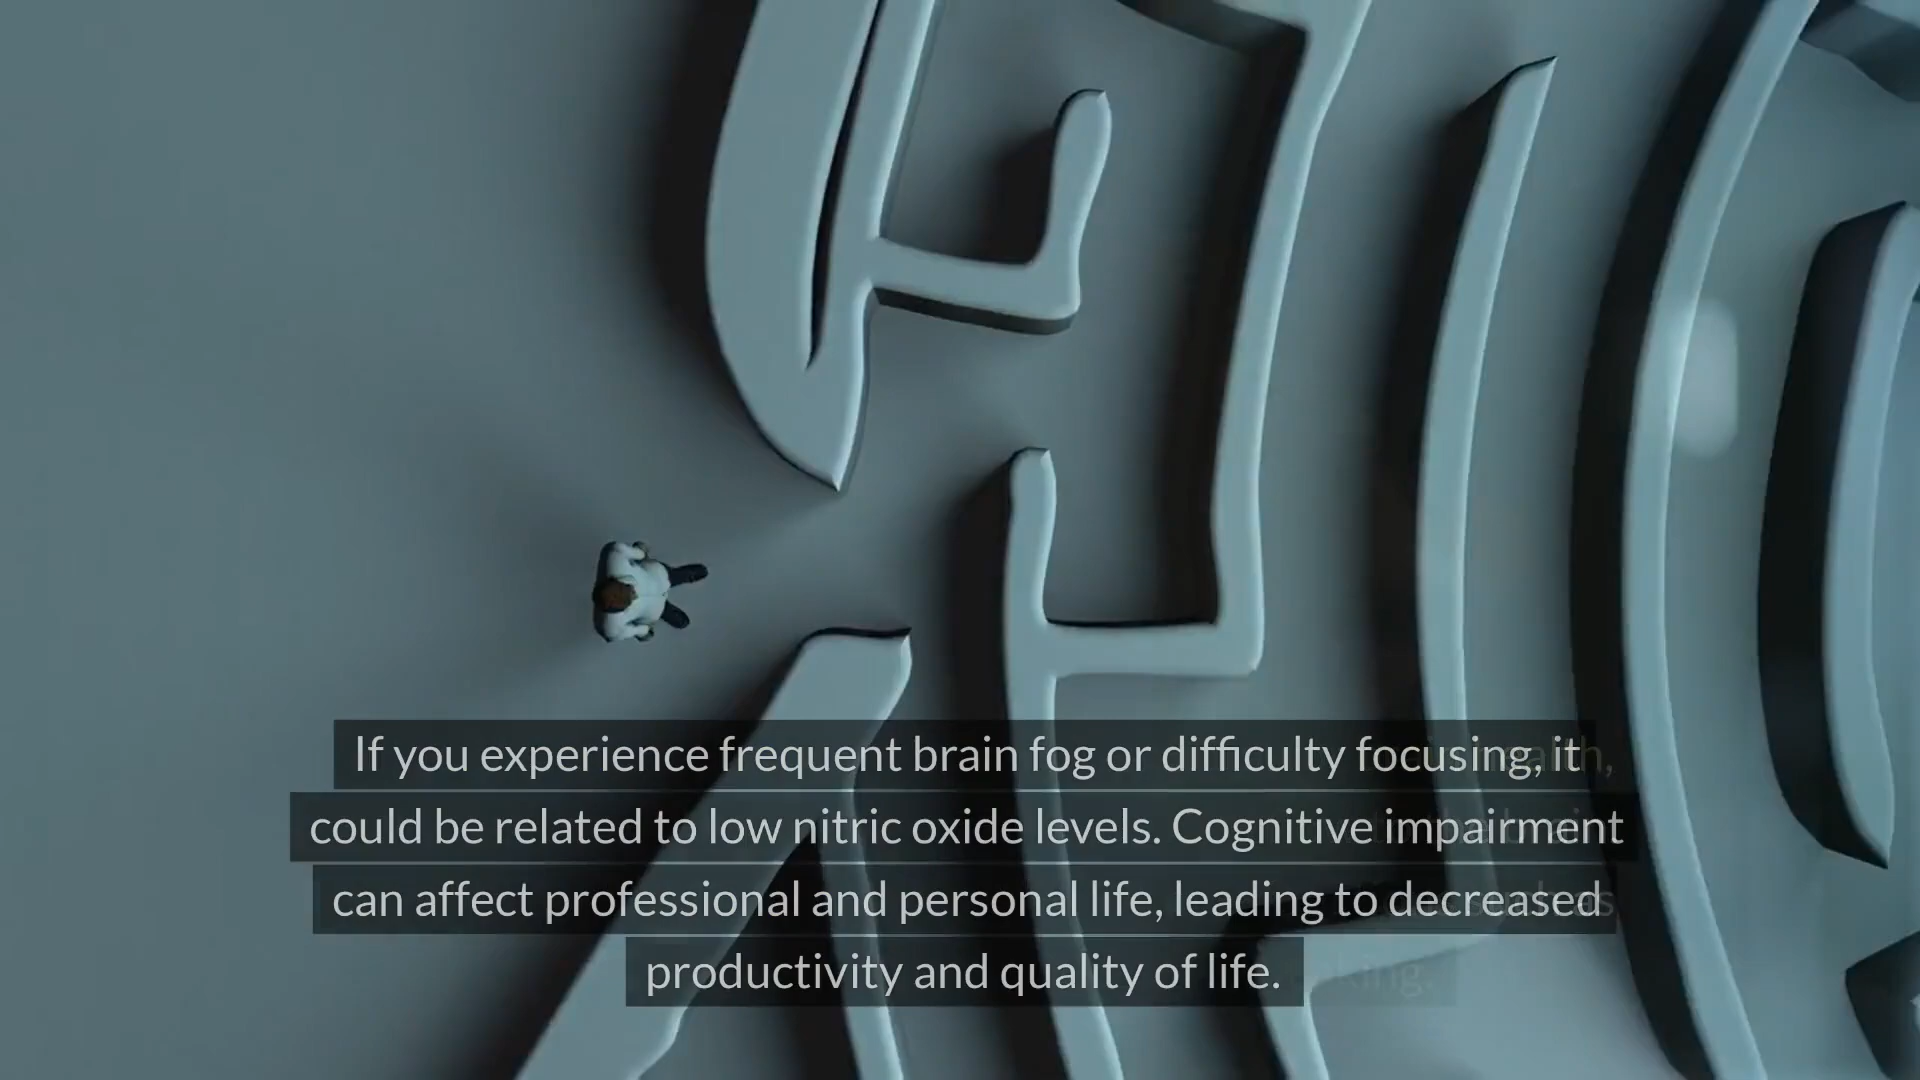 If you experience frequent brain fog or difficulty focusing, it
could be related to low nitric oxide levels. Cognitive impairment
can affect professional and personal life, leading to decreased
productivity and quality of life.